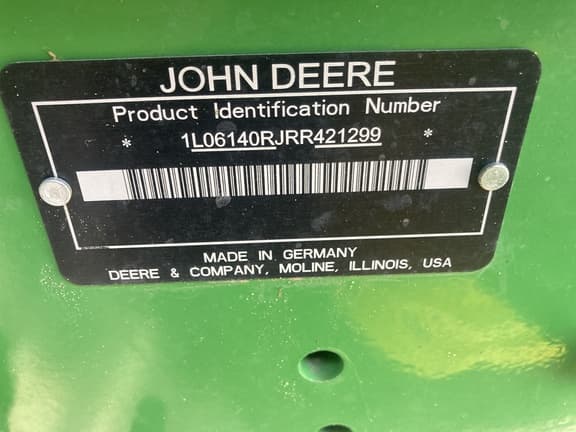 JOHN DEERE
Product Identification Number
* 1L06140RJRR421299 *
MADE IN GERMANY
DEERE & COMPANY, MOLINE, ILLINOIS, USA